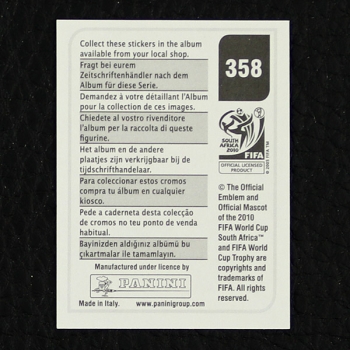 Collect these stickers in the album
available from your local shop.
Fragt bei eurem
Zeitschriftenhändler nach dem
Album für diese Serie.
Demandez à votre détaillant l'Album
pour la collection de ces images.
Chiedete al vostro rivenditore
l'album per la raccolta di queste
figurine.
Het album en de andere
plaatjes zijn verkrijgbaar bij de
tijdschrifthandelaar.
Para coleccionar estos cromos
compra tu álbum en cualquier
kiosco.
Pede a caderneta desta colecção
de cromos no teu ponto de venda
habitual.
Bayinizden aldığınız albümü bu
çıkartmalar ile tamamlayın.
Manufactured under licence by
PANINI
Made in Italy. www.paninigroup.com
358
SOUTH AFRICA
2010
FIFA
OFFICIAL LICENSED
PRODUCT
© 2005 FIFA TM
© The Official
Emblem and
Official Mascot
of the 2010
FIFA World Cup
South Africa™ and
FIFA World Cup
Cup Trophy are
copyrights and
trademarks of
FIFA. All rights
reserved.